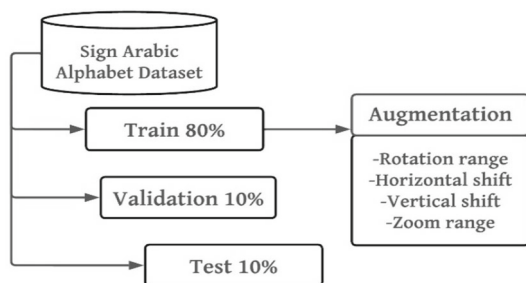 Sign Arabic
Alphabet Dataset
Train 80%
Validation 10%
Test 10%
Augmentation
-Rotation range
-Horizontal shift
-Vertical shift
-Zoom range